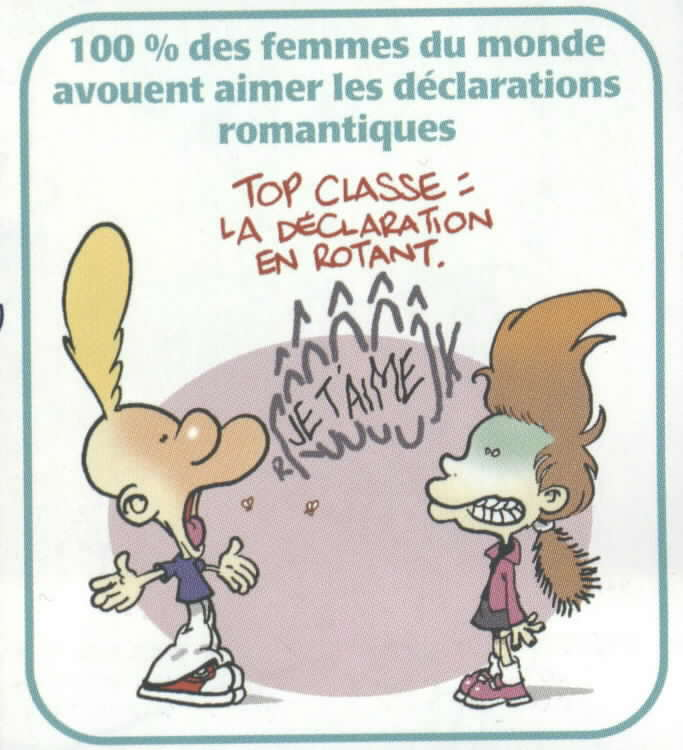 100 % des femmes du monde
avouent aimer les déclarations
romantiques
TOP CLASSE =
LA DÉCLARATION
EN ROTANT.
JE T'AIME